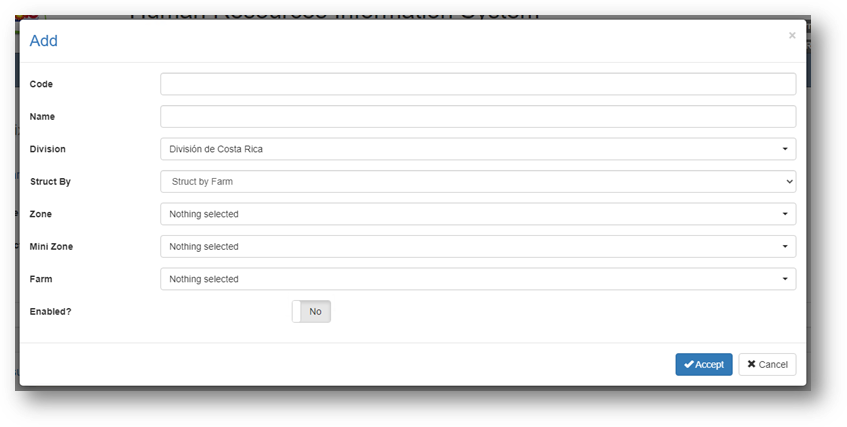 Human Resources Information System
Add
×
Code
Name
Division
División de Costa Rica
Struct By
Struct by Farm
Zone
Nothing selected
Mini Zone
Nothing selected
Farm
Nothing selected
Enabled?
No
Accept
Cancel